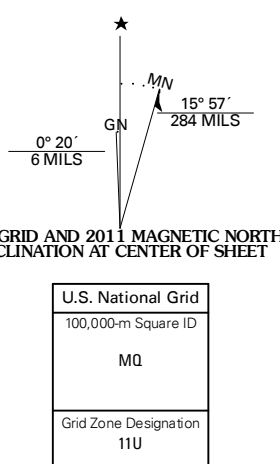 MN
GN
15° 57´
284 MILS
0° 20´
6 MILS
GRID AND 2011 MAGNETIC NORTH
CLINATION AT CENTER OF SHEET
U.S. National Grid
100,000-m Square ID
MQ
Grid Zone Designation
11U